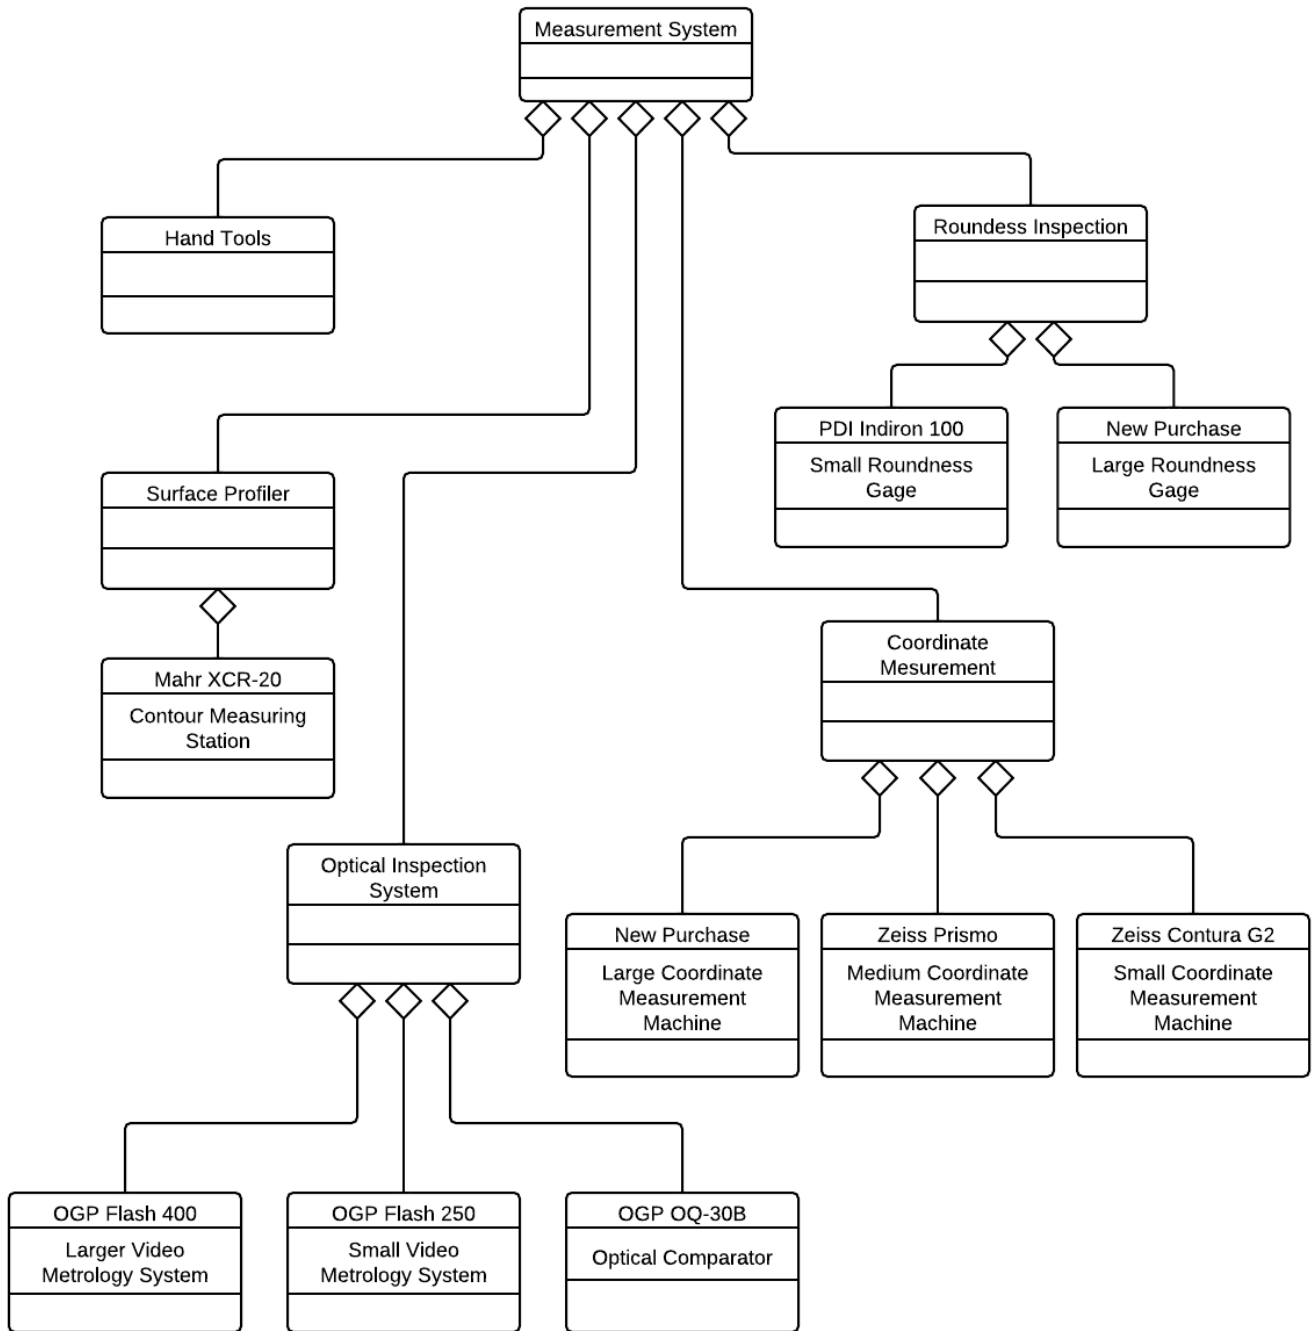 Measurement System
Hand Tools
Roundess Inspection
PDI Indiron 100
Small Roundness
Gage
New Purchase
Large Roundness
Gage
Surface Profiler
Mahr XCR-20
Contour Measuring
Station
Coordinate
Mesurement
Optical Inspection
System
New Purchase
Large Coordinate
Measurement
Machine
Zeiss Prismo
Medium Coordinate
Measurement
Machine
Zeiss Contura G2
Small Coordinate
Measurement
Machine
OGP Flash 400
Larger Video
Metrology System
OGP Flash 250
Small Video
Metrology System
OGP OQ-30B
Optical Comparator